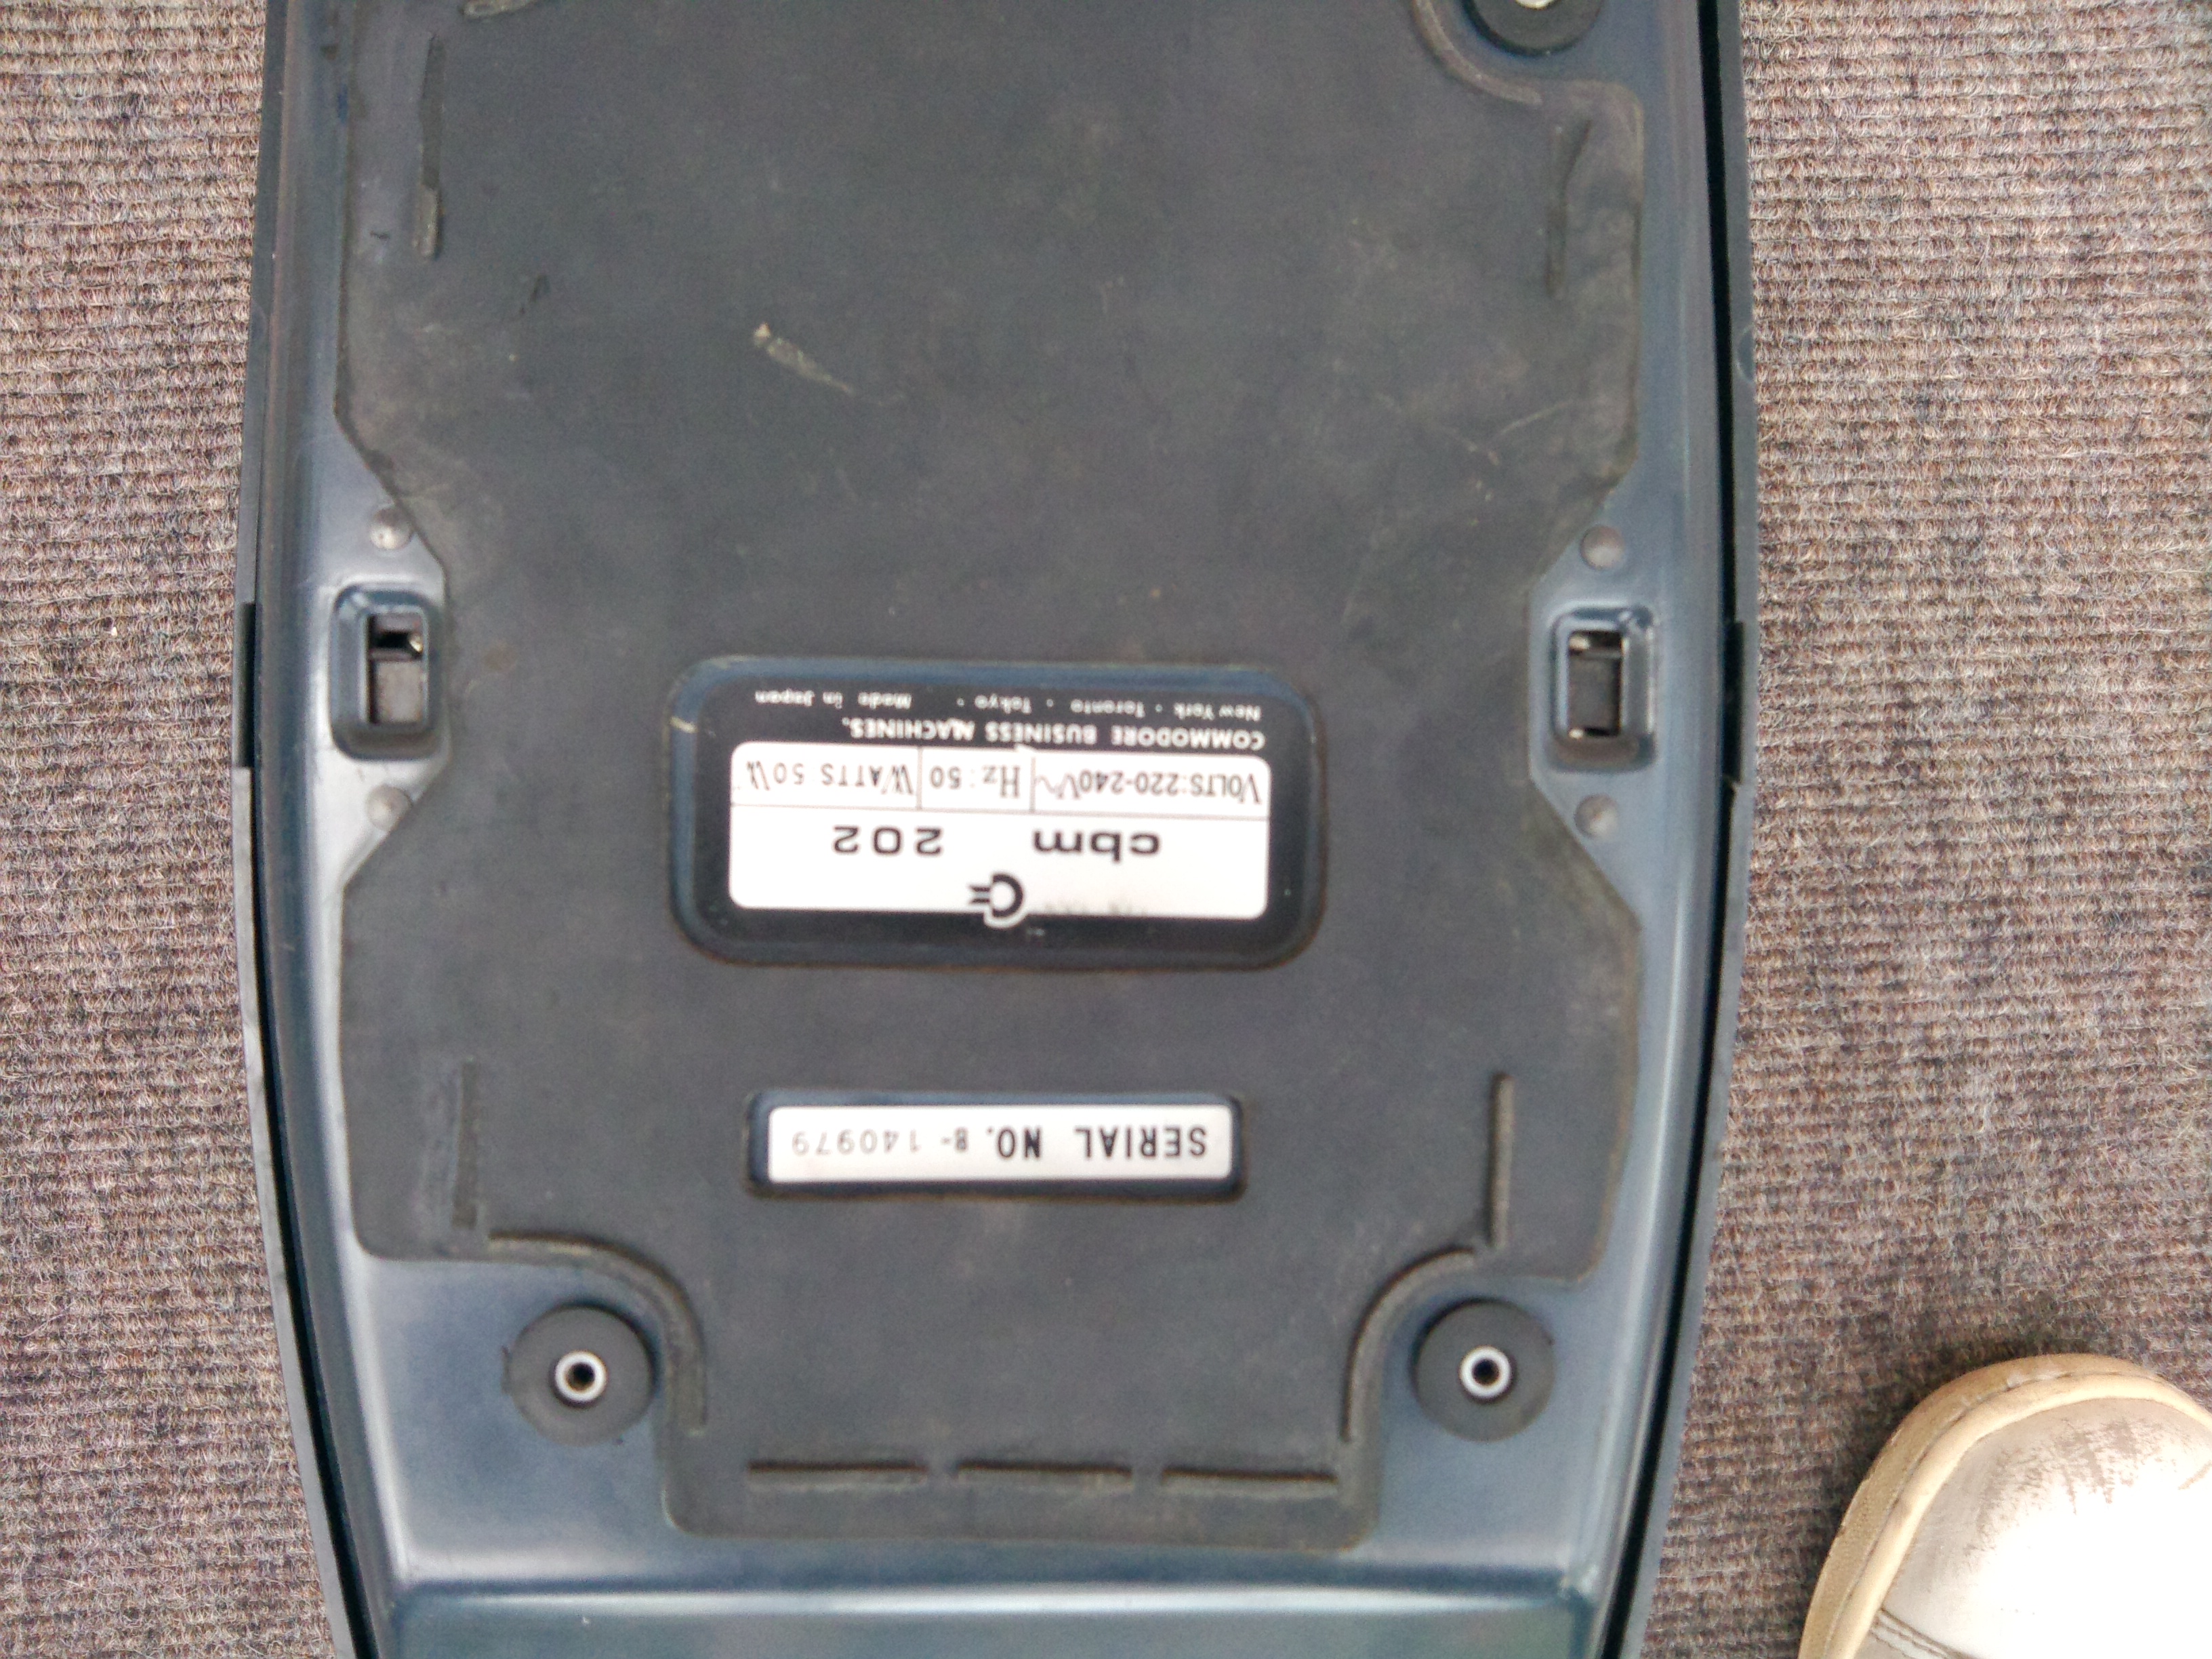 cbm 202
VOLTS:220-240V~ Hz:50 WATTS 50W
COMMODORE BUSINESS MACHINES.
New York · Toronto · Tokyo · Made in Japan
SERIAL NO. B- 140979